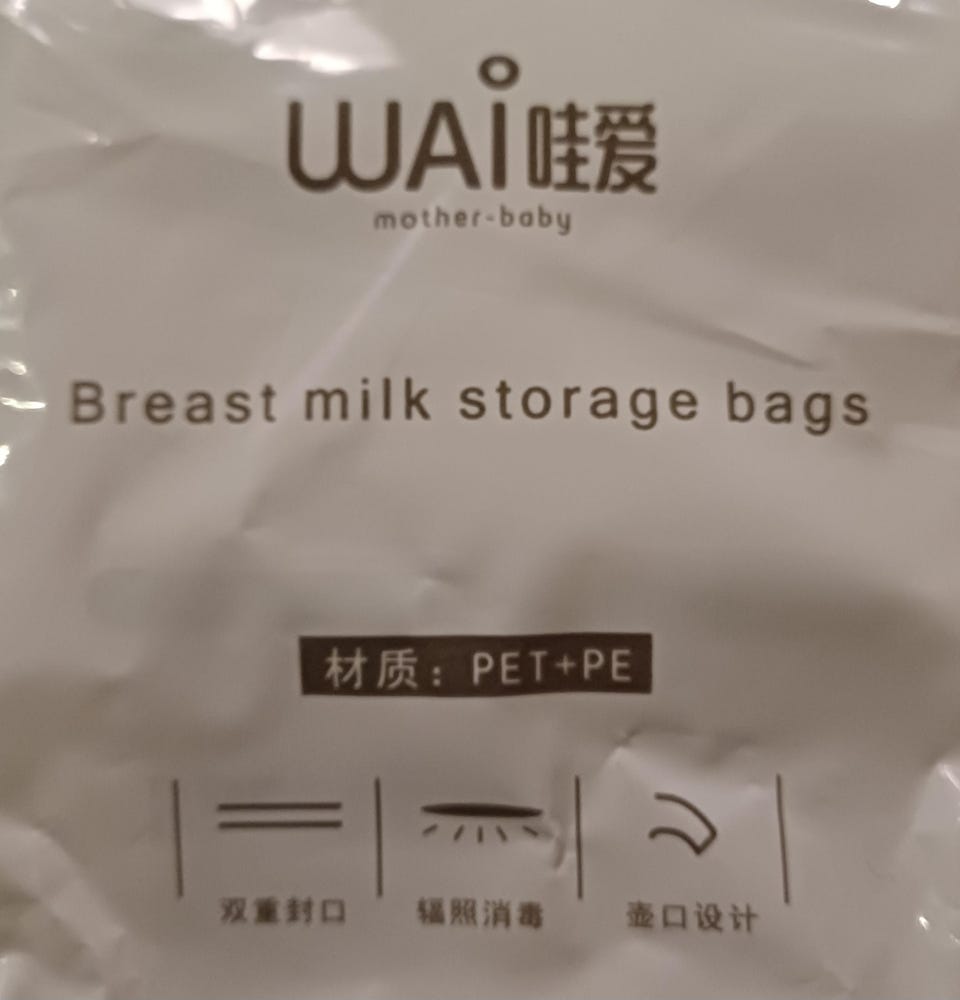 WAi哇爱
mother-baby
Breast milk storage bags
材质：PET+PE
双重封口 辐照消毒 壶口设计